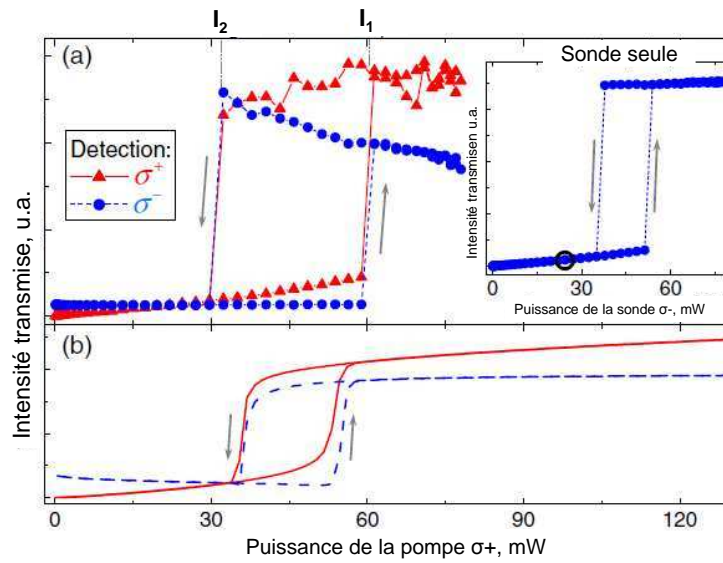 I2 I1
(a)
Detection:
σ+
σ-
Intensité transmise, u.a.
Sonde seule
Intensité transmisen u.a.
0 30 60
Puissance de la sonde σ-, mW
(b)
0 30 60 90 120
Puissance de la pompe σ+, mW